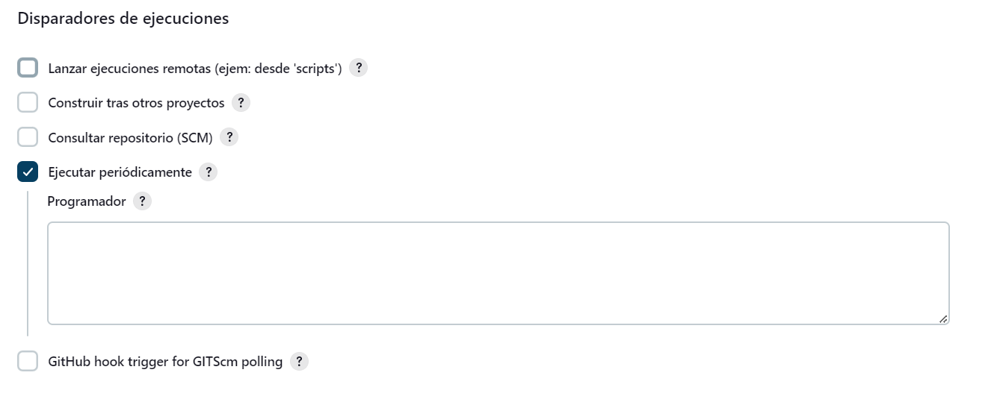 Disparadores de ejecuciones
Lanzar ejecuciones remotas (ejem: desde 'scripts') ?
Construir tras otros proyectos ?
Consultar repositorio (SCM) ?
Ejecutar periódicamente ?
Programador ?
GitHub hook trigger for GITScm polling ?